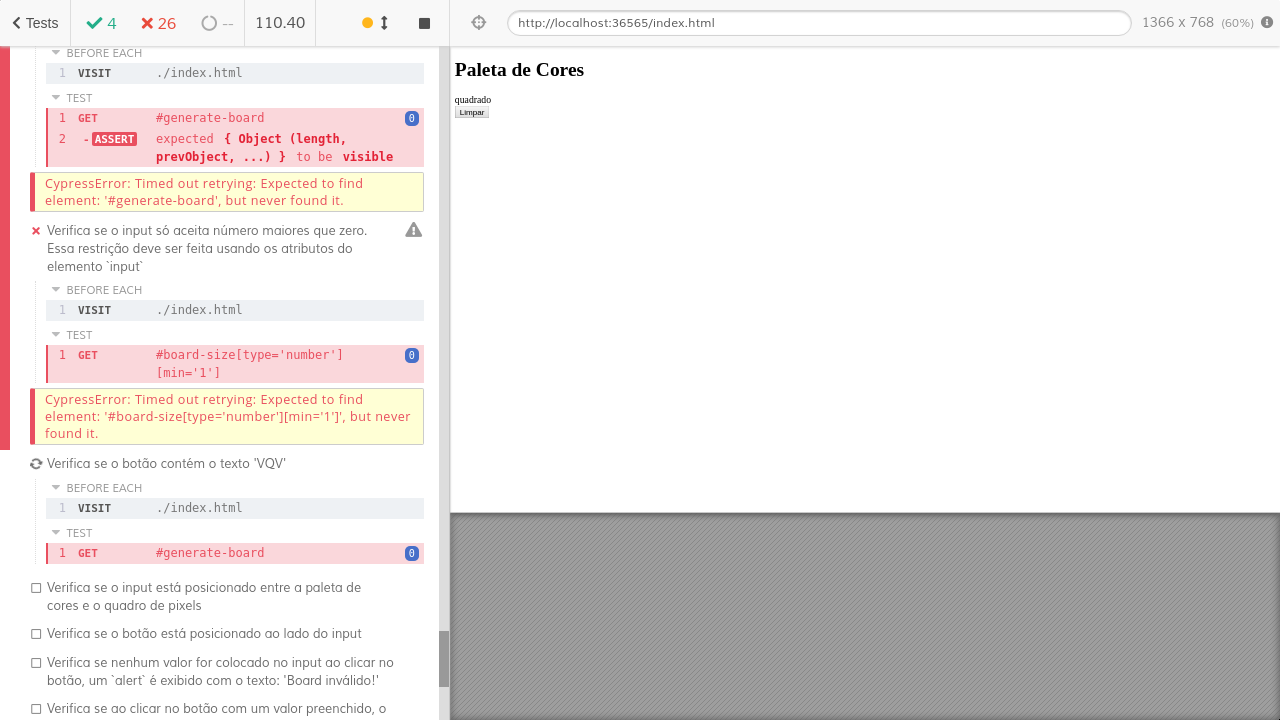 Tests 4 26 -- 110.40
http://localhost:36565/index.html 1366 x 768 (60%)
BEFORE EACH
1 VISIT ./index.html
TEST
1 GET #generate-board 0
2 -ASSERT expected { Object (length,
prevObject, ...) } to be visible
CypressError: Timed out retrying: Expected to find
element: '#generate-board', but never found it.
Verifica se o input só aceita número maiores que zero.
Essa restrição deve ser feita usando os atributos do
elemento `input`
BEFORE EACH
1 VISIT ./index.html
TEST
1 GET #board-size[type='number'] 0
[min='1']
CypressError: Timed out retrying: Expected to find
element: '#board-size[type='number'][min='1']', but never
found it.
Verifica se o botão contém o texto 'VQV'
BEFORE EACH
1 VISIT ./index.html
TEST
1 GET #generate-board 0
Verifica se o input está posicionado entre a paleta de
cores e o quadro de pixels
Verifica se o botão está posicionado ao lado do input
Verifica se nenhum valor for colocado no input ao clicar no
botão, um `alert` é exibido com o texto: 'Board inválido!'
Verifica se ao clicar no botão com um valor preenchido, o
Paleta de Cores
quadrado
Limpar